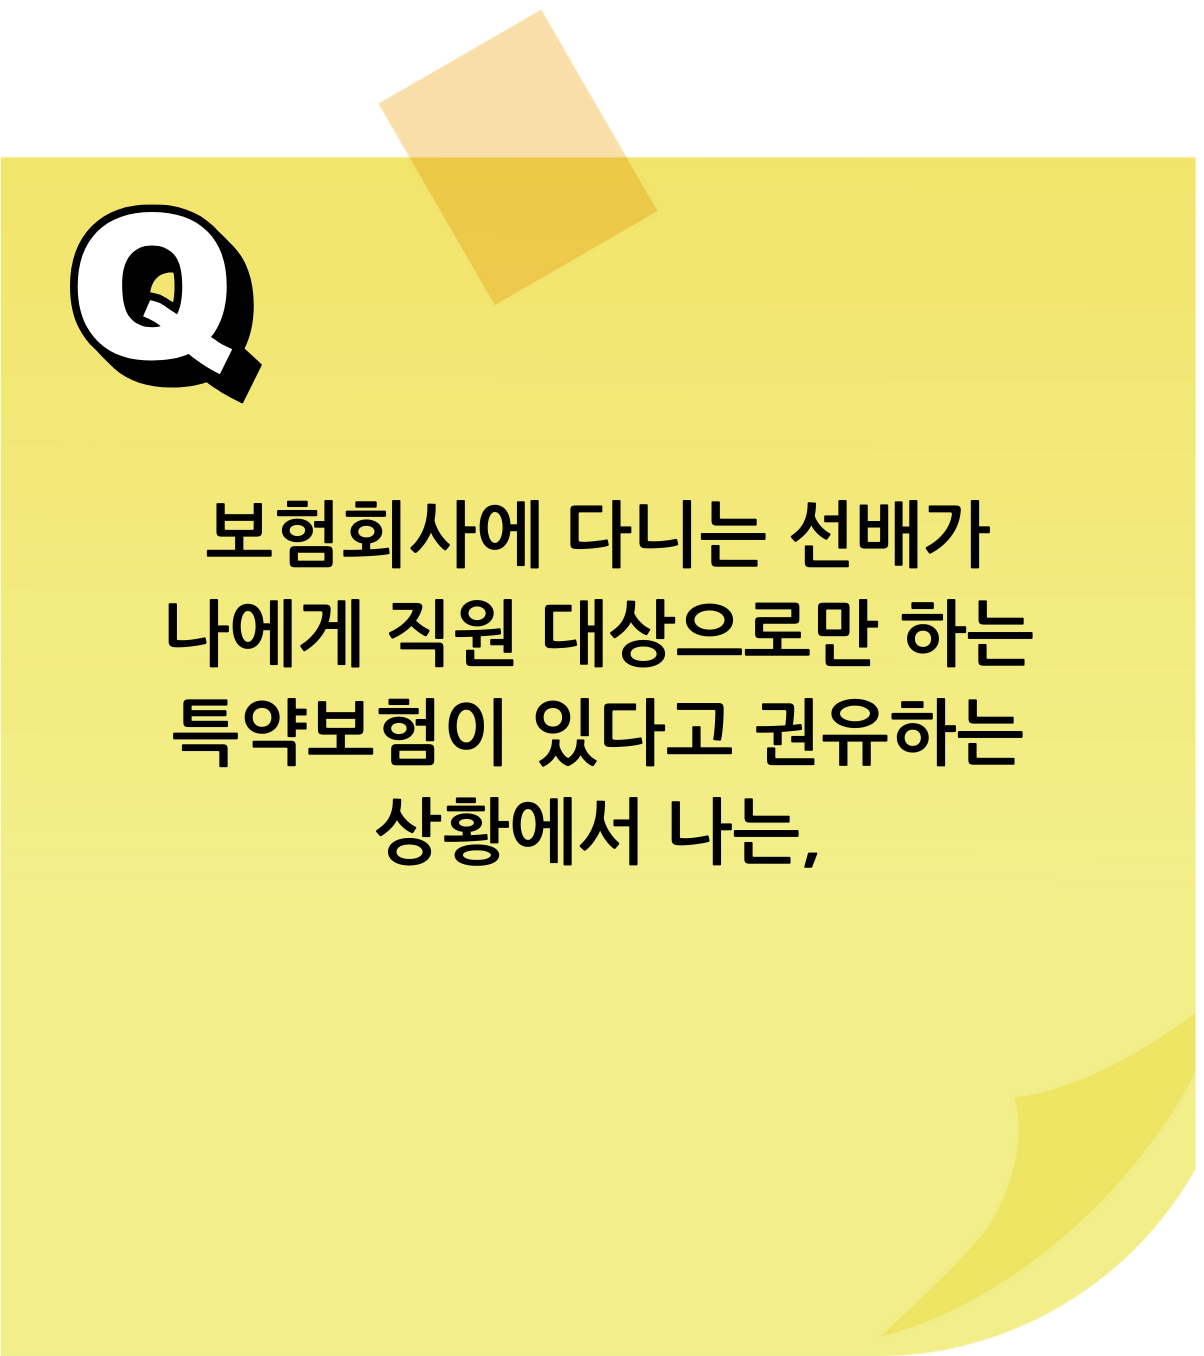 Q
보험회사에 다니는 선배가
나에게 직원 대상으로만 하는
특약보험이 있다고 권유하는
상황에서 나는,